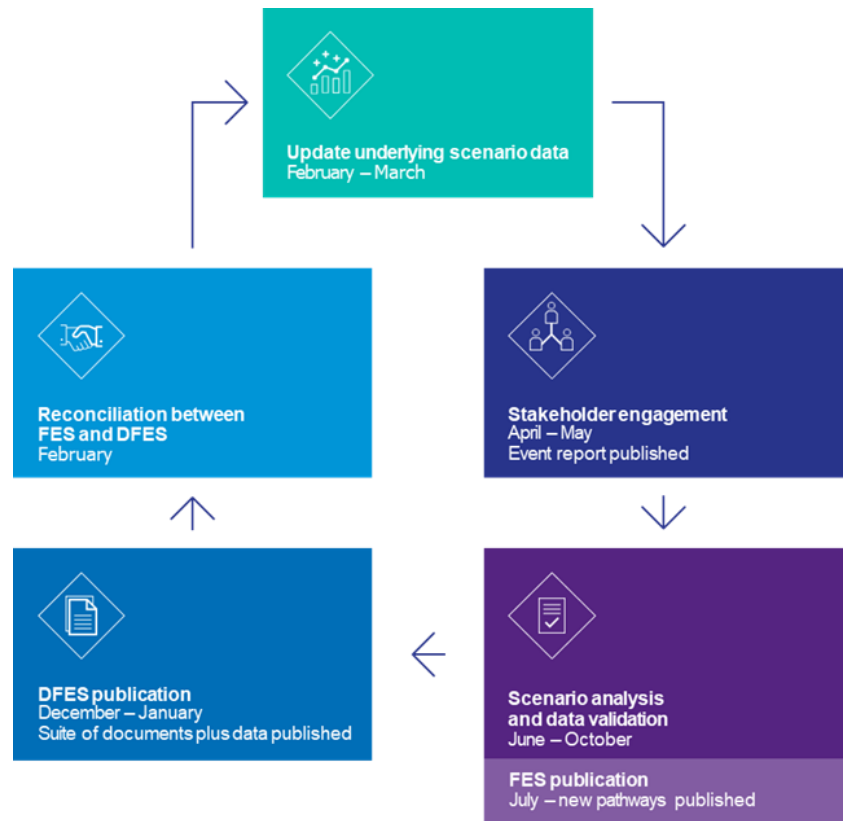 Update underlying scenario data
February – March
Stakeholder engagement
April – May
Event report published
Scenario analysis
and data validation
June – October
FES publication
July – new pathways published
DFES publication
December – January
Suite of documents plus data published
Reconciliation between
FES and DFES
February